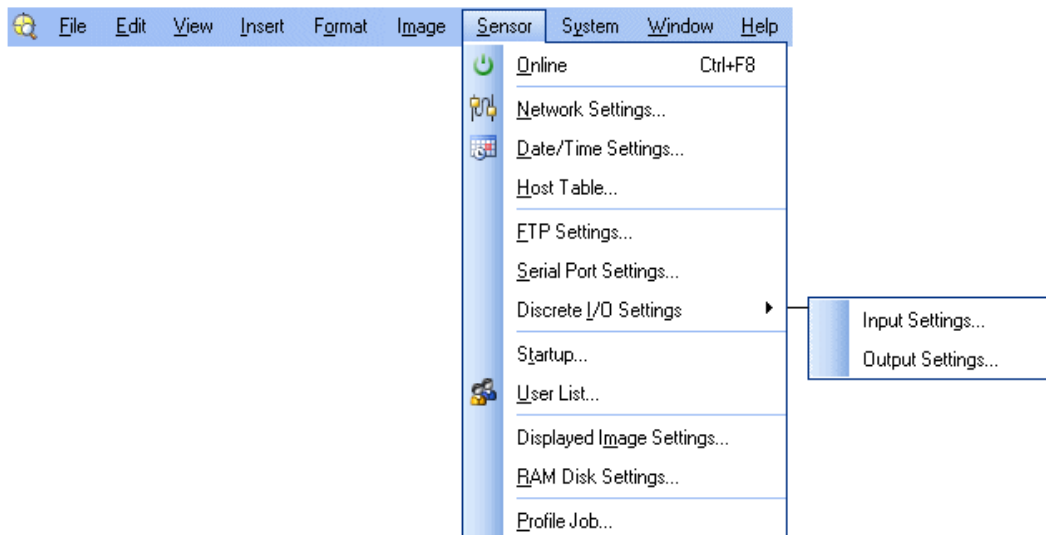 File Edit View Insert Format Image Sensor System Window Help
Online Ctrl+F8
Network Settings...
Date/Time Settings...
Host Table...
FTP Settings...
Serial Port Settings...
Discrete I/O Settings
Input Settings...
Output Settings...
Startup...
User List...
Displayed Image Settings...
RAM Disk Settings...
Profile Job...